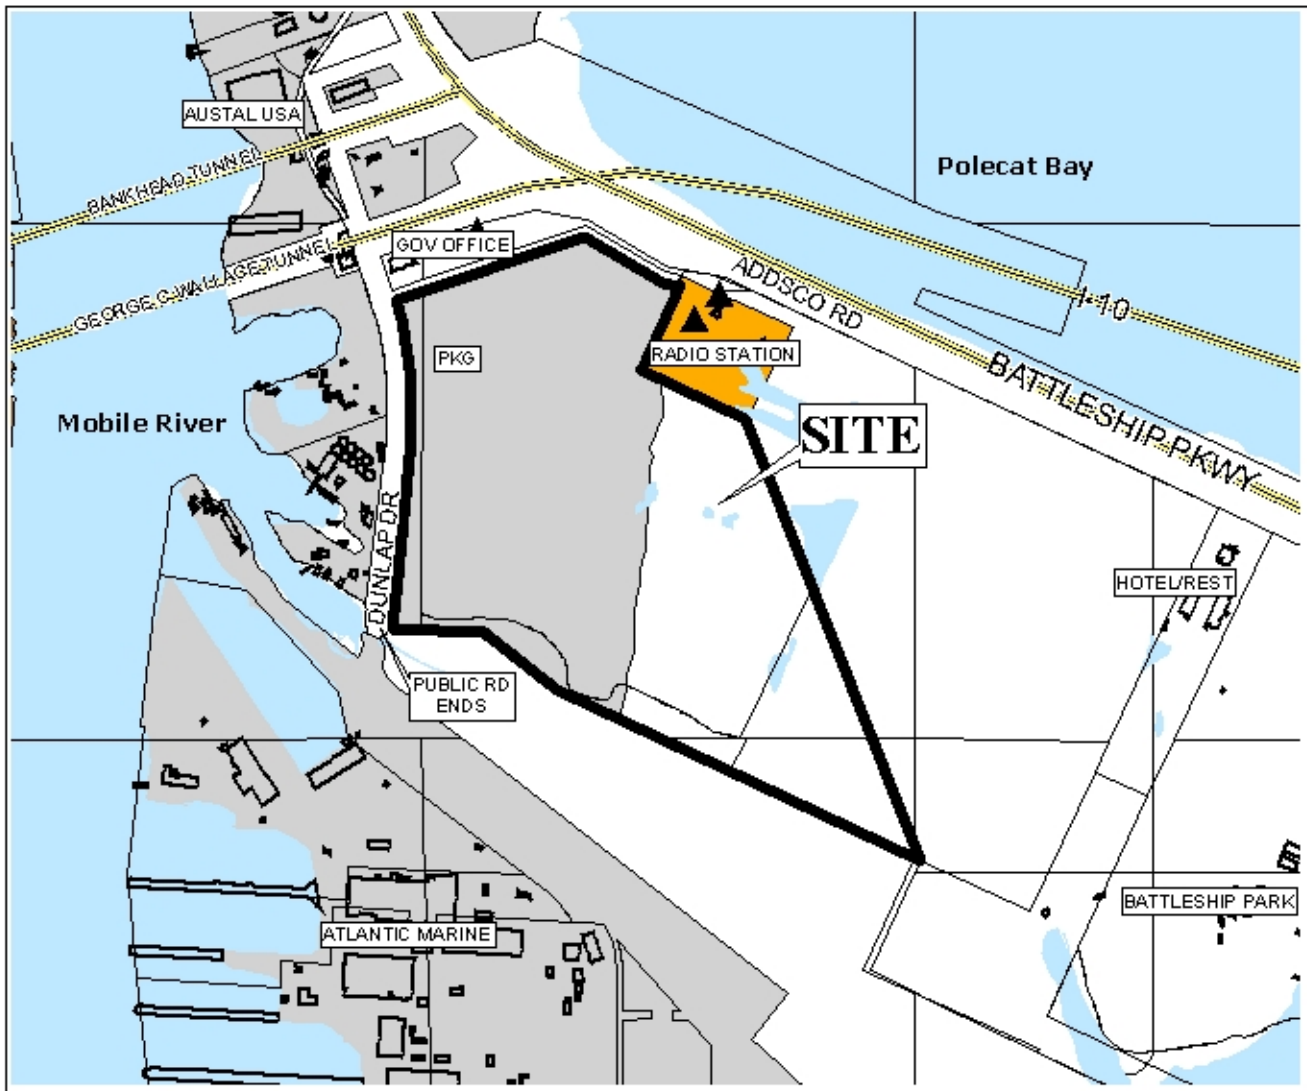 AUSTAL USA
BANKHEAD TUNNEL
Polecat Bay
GOV OFFICE
GEORGE C WALLACE TUNNEL
ADDSCO RD
I-10
PKG
RADIO STATION
BATTLESHIP PKWY
Mobile River
SITE
DUNLAP DR
HOTEL/REST
PUBLIC RD
ENDS
BATTLESHIP PARK
ATLANTIC MARINE